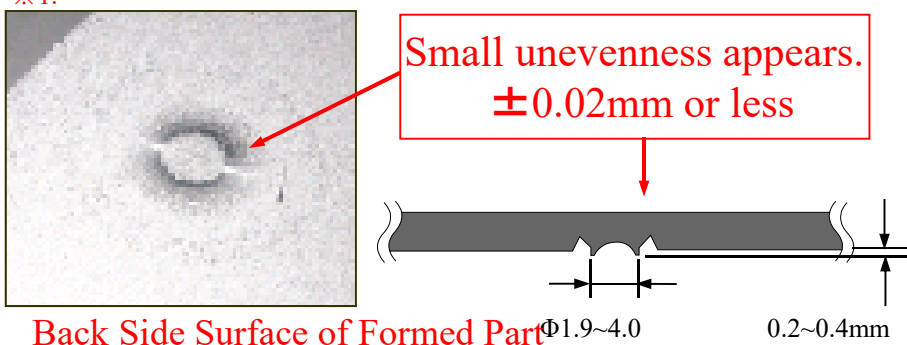 Small unevenness appears.
±0.02mm or less
Back Side Surface of Formed Part
Φ1.9~4.0
0.2~0.4mm